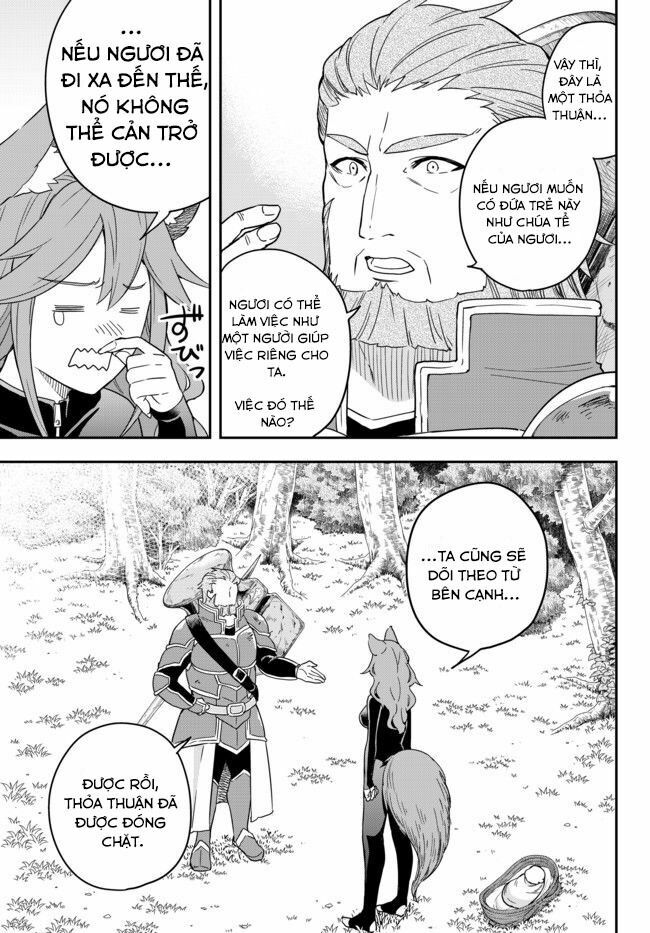 VẬY THÌ,
ĐÂY LÀ
MỘT THỎA
THUẬN...
NẾU NGƯƠI MUỐN
CÓ ĐỨA TRẺ NÀY
NHƯ CHÚA TỂ
CỦA NGƯƠI...
NGƯƠI CÓ THỂ
LÀM VIỆC NHƯ
MỘT NGƯỜI GIÚP
VIỆC RIÊNG CHO
TA.
VIỆC ĐÓ THẾ
NÀO?
...
NẾU NGƯƠI ĐÃ
ĐI XA ĐẾN THẾ,
NÓ KHÔNG
THỂ CẢN TRỞ
ĐƯỢC...
ずびっ
...TA CŨNG SẼ
DÕI THEO TỪ
BÊN CẠNH...
ĐƯỢC RỒI,
THỎA THUẬN ĐÃ
ĐƯỢC ĐÓNG
CHẶT.